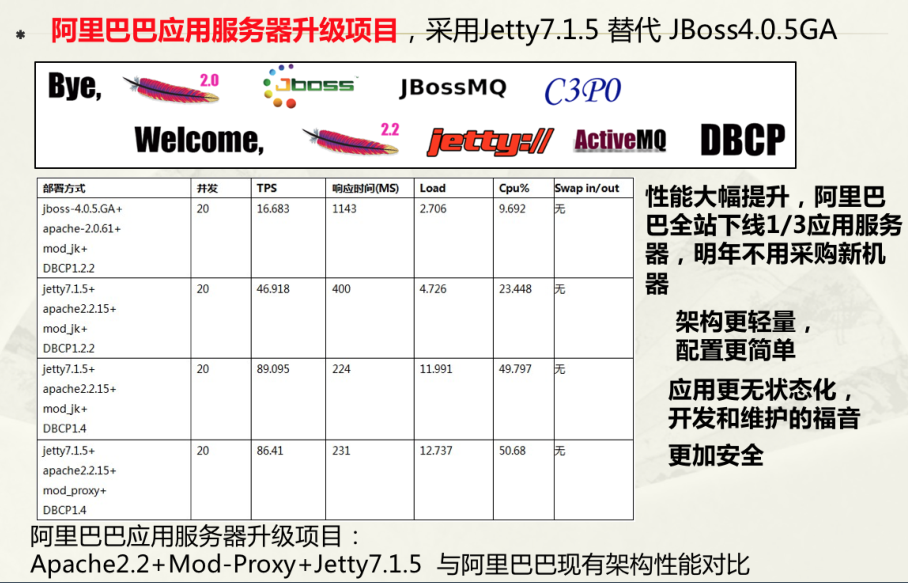 * 阿里巴巴应用服务器升级项目，采用Jetty7.1.5 替代 JBoss4.0.5GA
Bye, 2.0 Jboss JBossMQ C3P0
Welcome, 2.2 jetty:// ActiveMQ DBCP
部署方式 并发 TPS 响应时间(MS) Load Cpu% Swap in/out
jboss-4.0.5.GA+ 20 16.683 1143 2.706 9.692 无
apache-2.0.61+
mod_jk+
DBCP1.2.2
jetty7.1.5+ 20 46.918 400 4.726 23.448 无
apache2.2.15+
mod_jk+
DBCP1.2.2
jetty7.1.5+ 20 89.095 224 11.991 49.797 无
apache2.2.15+
mod_jk+
DBCP1.4
jetty7.1.5+ 20 86.41 231 12.737 50.68 无
apache2.2.15+
mod_proxy+
DBCP1.4
性能大幅提升，阿里巴
巴全站下线1/3应用服务
器，明年不用采购新机
器
架构更轻量，
配置更简单
应用更无状态化，
开发和维护的福音
更加安全
阿里巴巴应用服务器升级项目：
Apache2.2+Mod-Proxy+Jetty7.1.5 与阿里巴巴现有架构性能对比